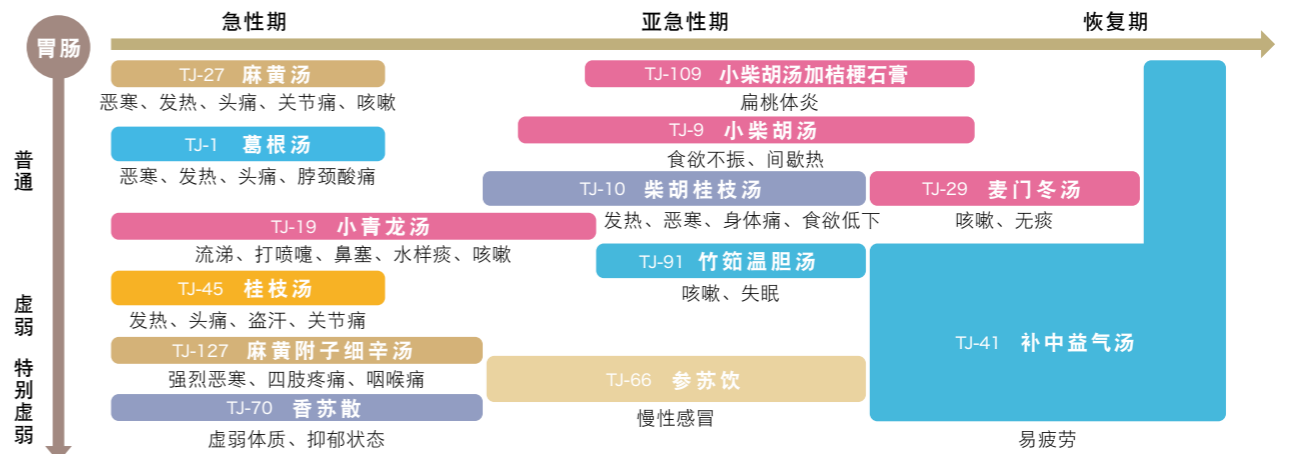 急性期
亚急性期
恢复期
胃肠
普通
虚弱
特别虚弱
TJ-27 麻黄汤
恶寒、发热、头痛、关节痛、咳嗽
TJ-109 小柴胡汤加桔梗石膏
扁桃体炎
TJ-1 葛根汤
恶寒、发热、头痛、脖颈酸痛
TJ-9 小柴胡汤
食欲不振、间歇热
TJ-10 柴胡桂枝汤
发热、恶寒、身体痛、食欲低下
TJ-29 麦门冬汤
咳嗽、无痰
TJ-19 小青龙汤
流涕、打喷嚏、鼻塞、水样痰、咳嗽
TJ-91 竹茹温胆汤
咳嗽、失眠
TJ-45 桂枝汤
发热、头痛、盗汗、关节痛
TJ-127 麻黄附子细辛汤
强烈恶寒、四肢疼痛、咽喉痛
TJ-66 参苏饮
慢性感冒
TJ-41 补中益气汤
易疲劳
TJ-70 香苏散
虚弱体质、抑郁状态